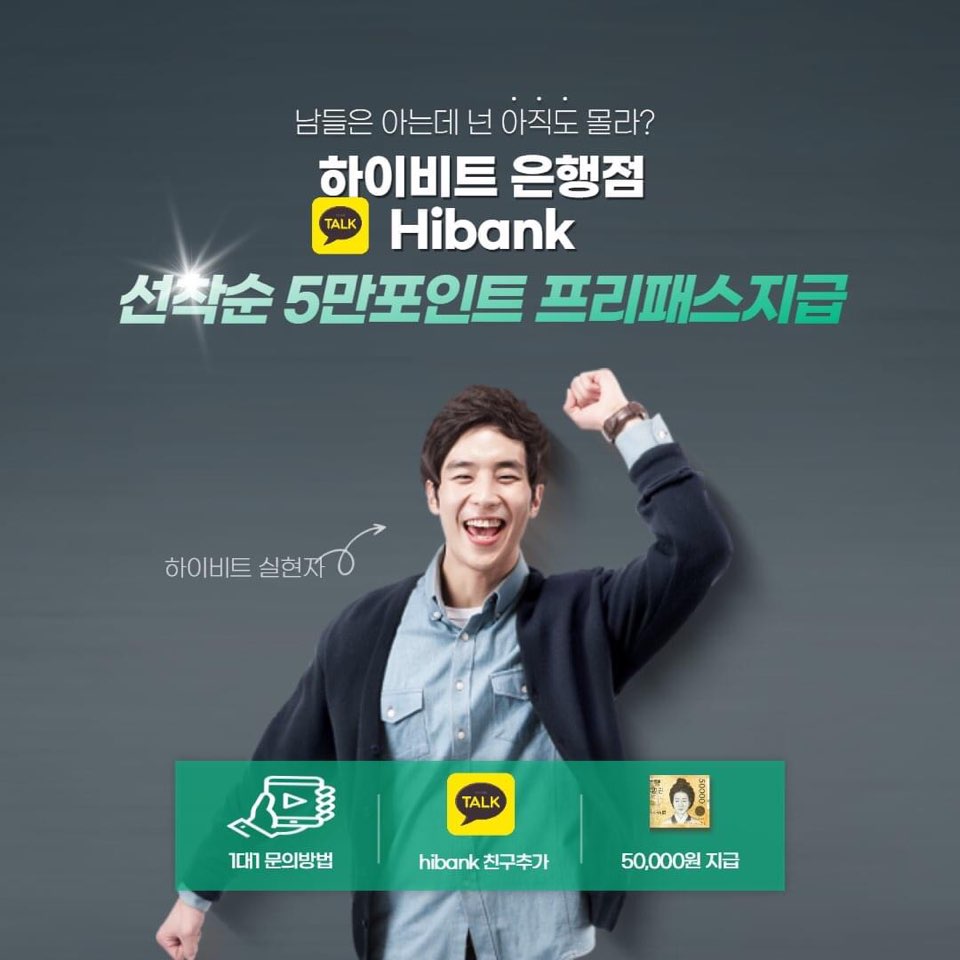 남들은 아는데 넌 아직도 몰라?
하이비트 은행점
TALK Hibank
선착순 5만포인트 프리패스지급
하이비트 실현자
1대1 문의방법
TALK
hibank 친구추가
50000
50,000원 지급